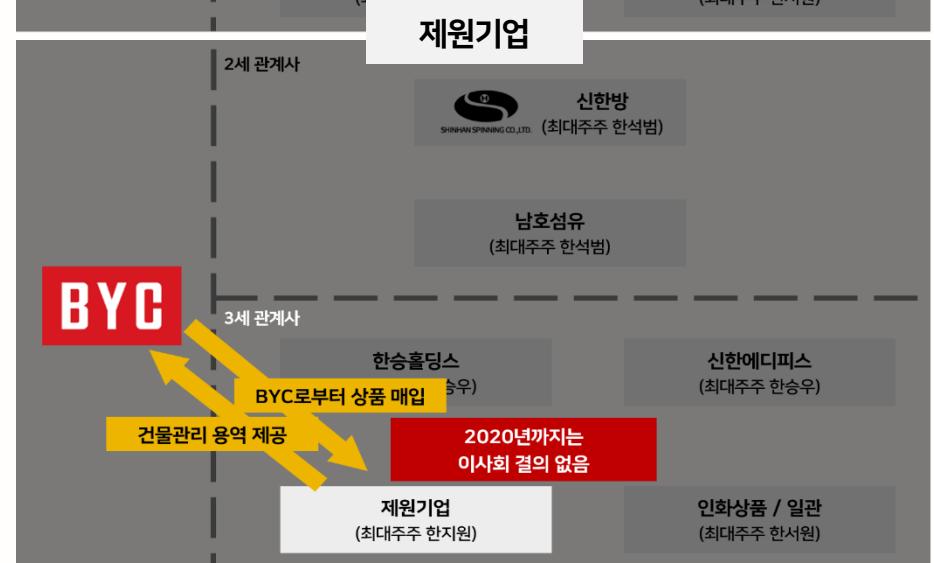 제원기업
2세 관계사
신한방
SHINHAN SPINNING CO.,LTD.
(최대주주 한석범)
남호섬유
(최대주주 한석범)
BYC
3세 관계사
한승홀딩스
승우)
신한에디피스
(최대주주 한승우)
BYC로부터 상품 매입
건물관리 용역 제공
2020년까지는
이사회 결의 없음
제원기업
(최대주주 한지원)
인화상품 / 일관
(최대주주 한서원)